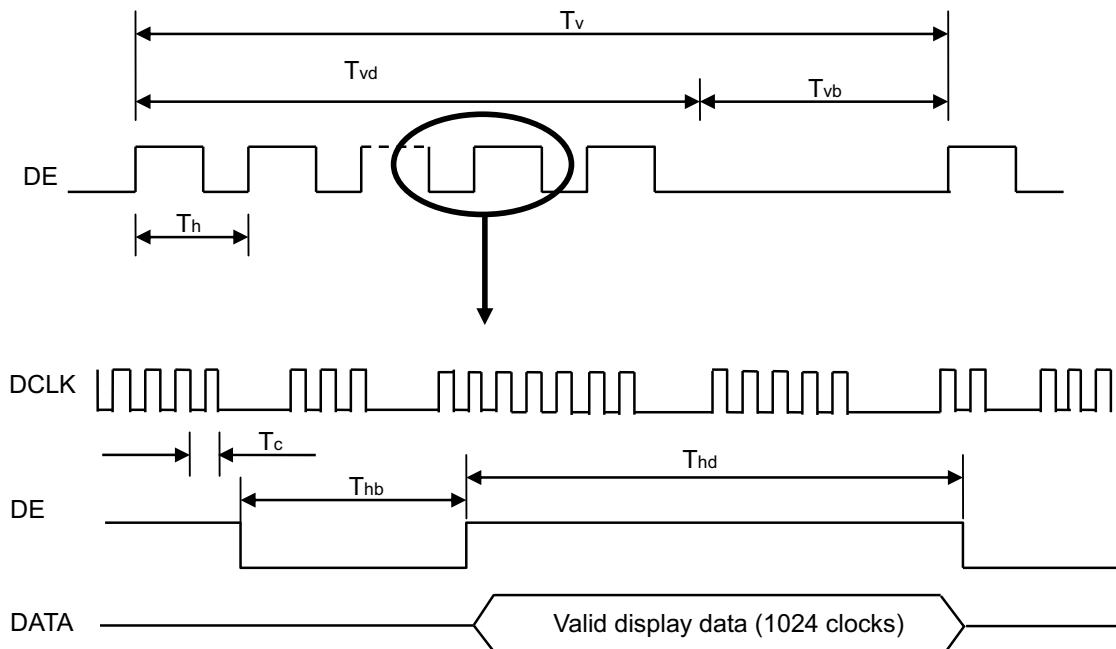 Tv
Tvd
Tvb
DE
Th
DCLK
Tc
Thd
Thb
DE
DATA
Valid display data (1024 clocks)